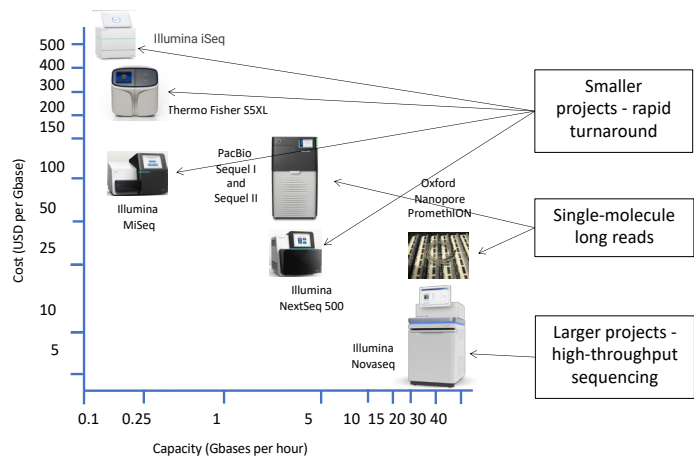 Illumina iSeq
Thermo Fisher S5XL
PacBio
Sequel I
and
Sequel II
Illumina
MiSeq
Oxford
Nanopore
PromethION
Illumina
NextSeq 500
Illumina
Novaseq
Smaller
projects - rapid
turnaround
Single-molecule
long reads
Larger projects -
high-throughput
sequencing
Cost (USD per Gbase)
500
400
300
200
150
100
50
25
10
5
0.1 0.25 1 5 10 15 20 30 40
Capacity (Gbases per hour)